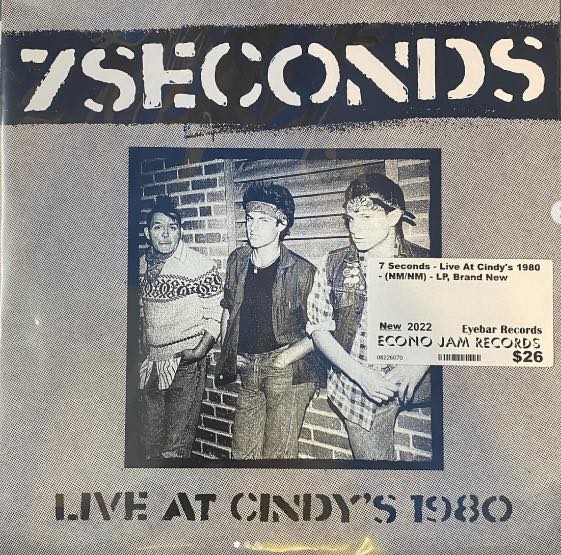 7SECONDS
7 Seconds - Live At Cindy's 1980
- (NM/NM) - LP, Brand New
New 2022 Eyebar Records
ECONO JAM RECORDS
08226070 $26
LIVE AT CINDY'S 1980